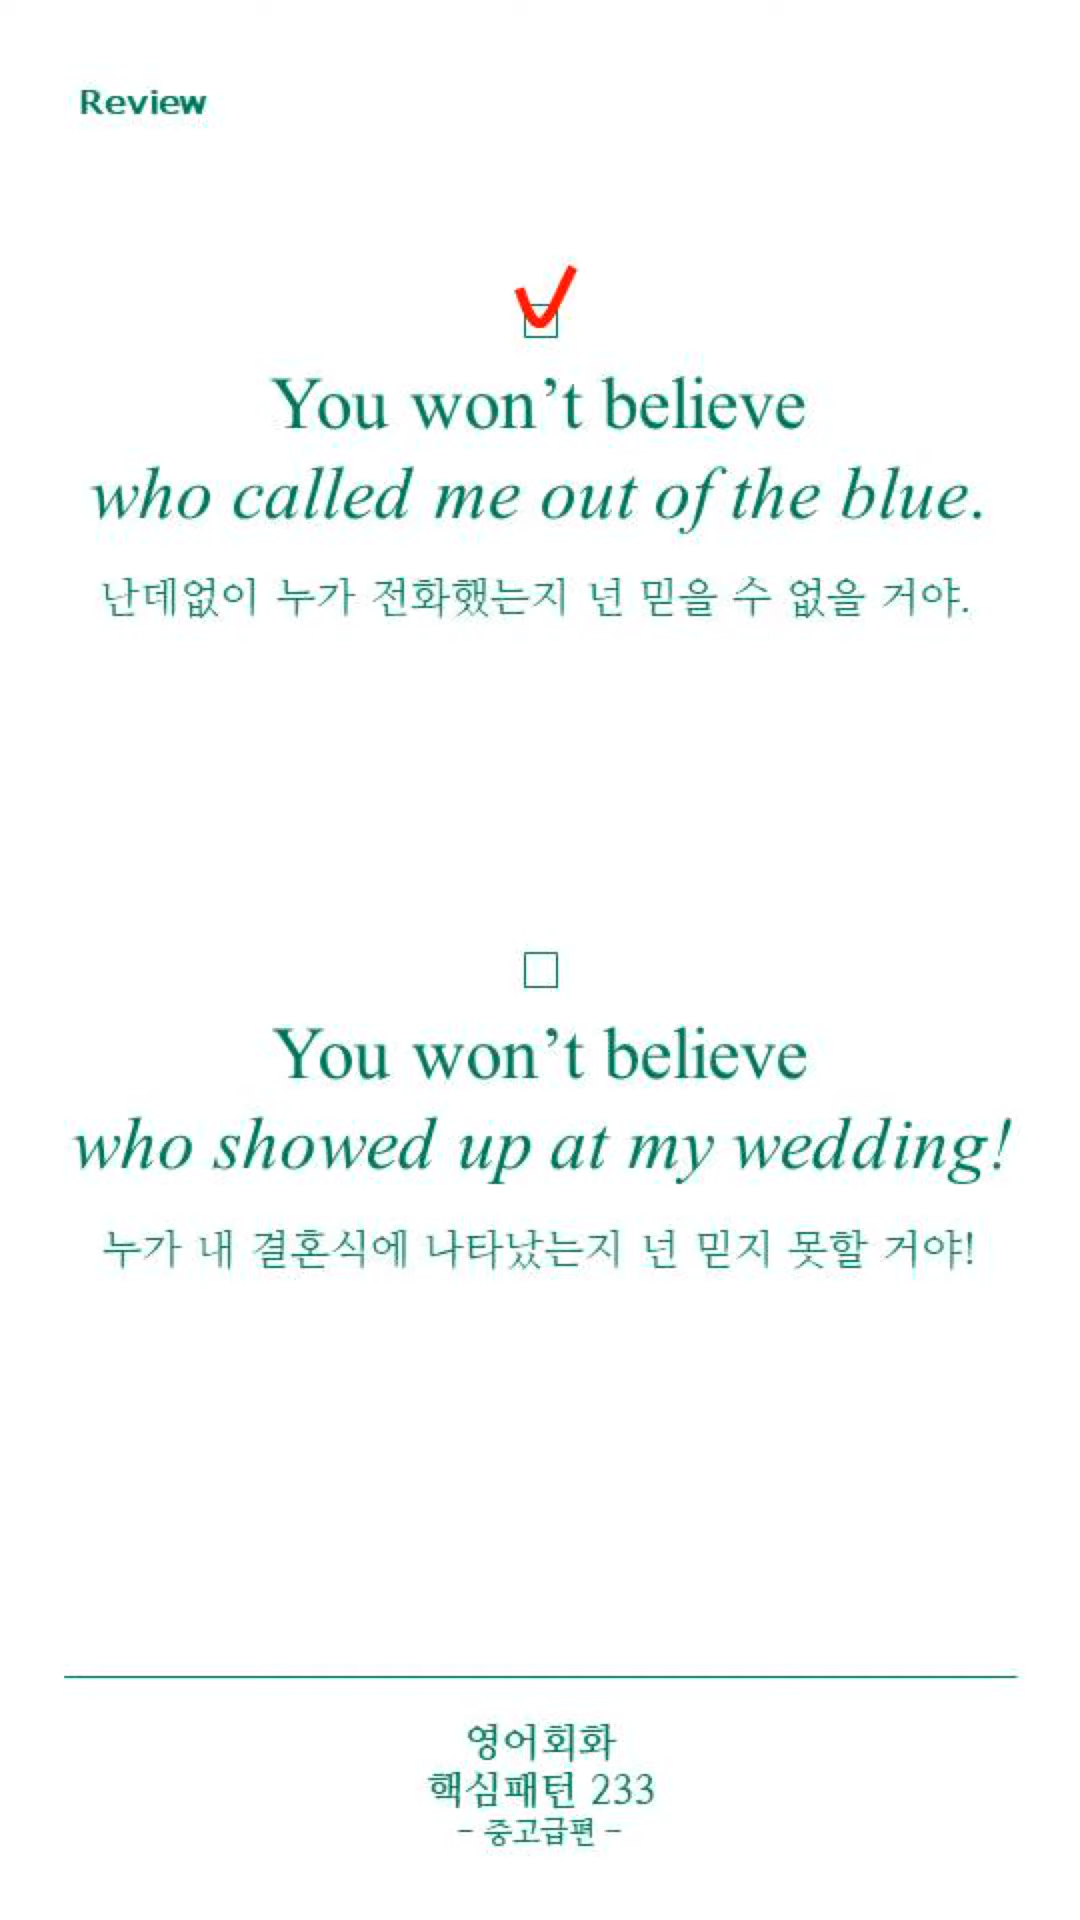 Review
You won’t believe
who called me out of the blue.
난데없이 누가 전화했는지 넌 믿을 수 없을 거야.
You won’t believe
who showed up at my wedding!
누가 내 결혼식에 나타났는지 넌 믿지 못할 거야!
영어회화
핵심패턴 233
- 중고급편 -